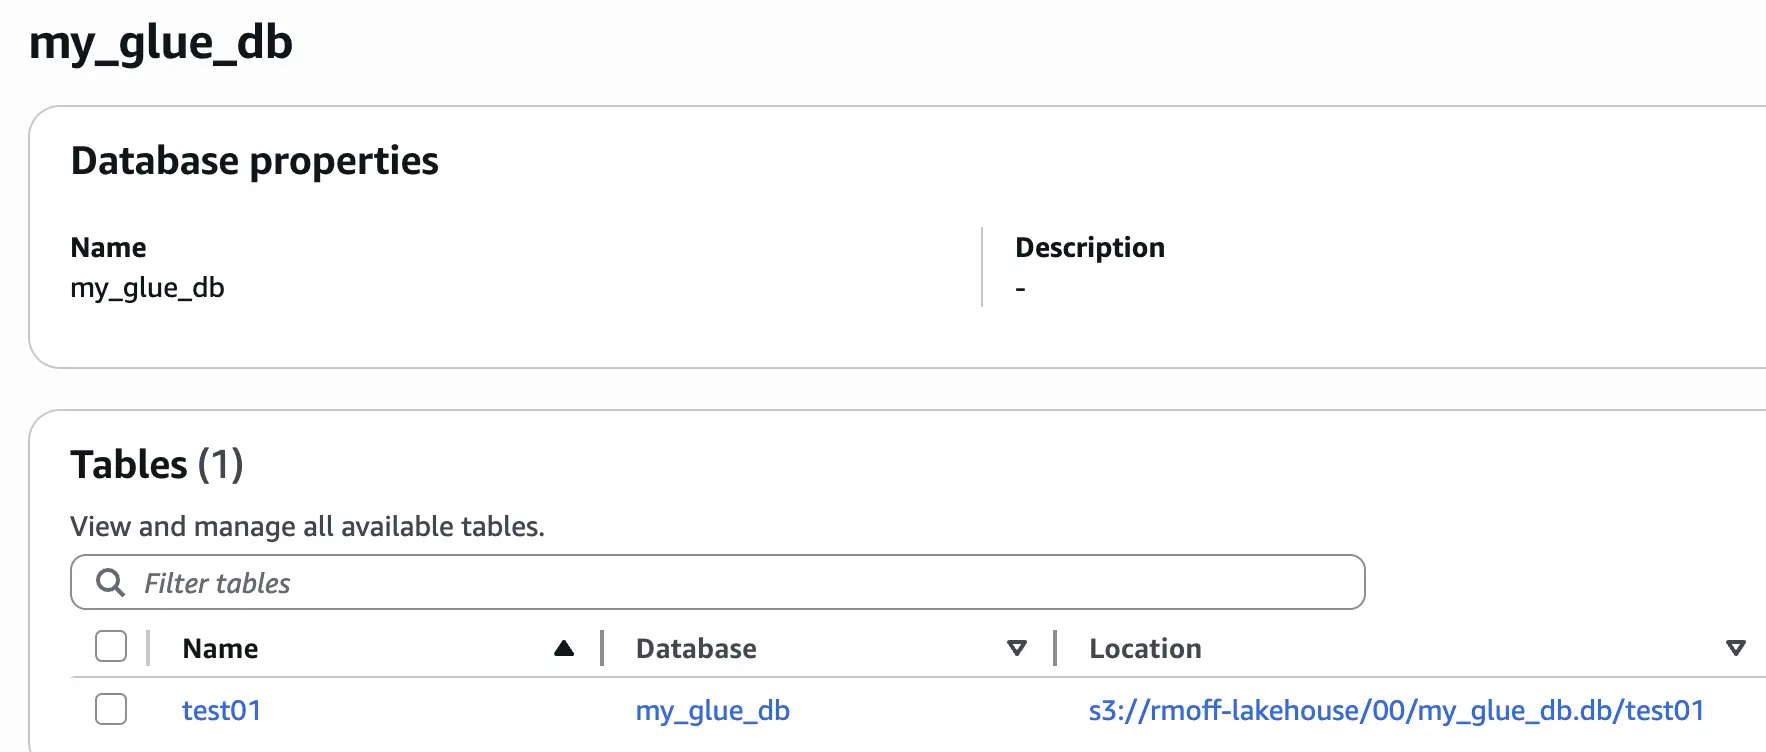 my_glue_db
Database properties
Name
my_glue_db
Description
-
Tables (1)
View and manage all available tables.
Filter tables
Name Database Location
test01 my_glue_db s3://rmoff-lakehouse/00/my_glue_db.db/test01